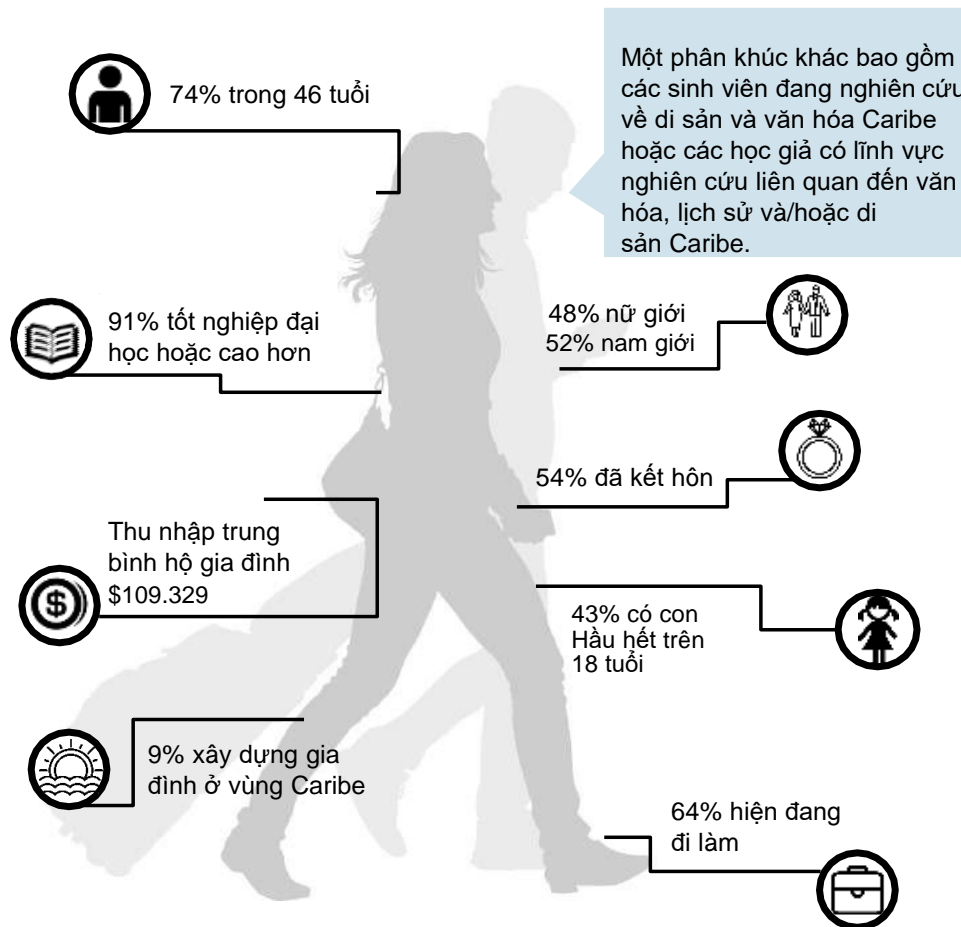 Một phân khúc khác bao gồm
các sinh viên đang nghiên cứu
về di sản và văn hóa Caribe
hoặc các học giả có lĩnh vực
nghiên cứu liên quan đến văn
hóa, lịch sử và/hoặc di
sản Caribe.
74% trong 46 tuổi
91% tốt nghiệp đại
học hoặc cao hơn
48% nữ giới
52% nam giới
54% đã kết hôn
Thu nhập trung
bình hộ gia đình
$109.329
43% có con
Hầu hết trên
18 tuổi
9% xây dựng gia
đình ở vùng Caribe
64% hiện đang
đi làm